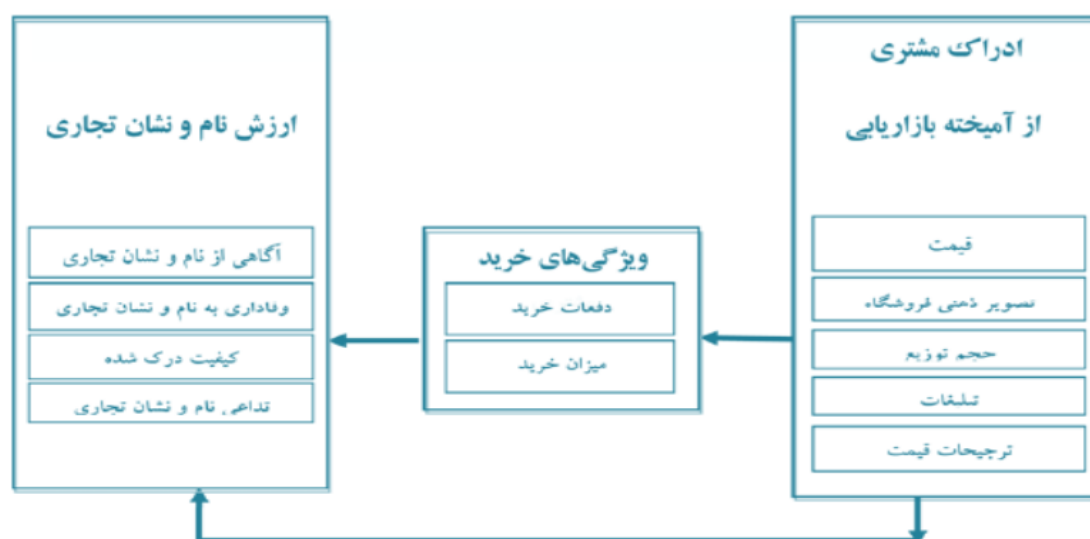 ادراک مشتری
از آمیخته بازاریابی
قیمت
تصویر ذهنی فروشگاه
حجم توزیع
تبلیغات
ترجیحات قیمت
ویژگی‌های خرید
دفعات خرید
میزان خرید
ارزش نام و نشان تجاری
آگاهی از نام و نشان تجاری
وفاداری به نام و نشان تجاری
کیفیت درک شده
تداعی نام و نشان تجاری